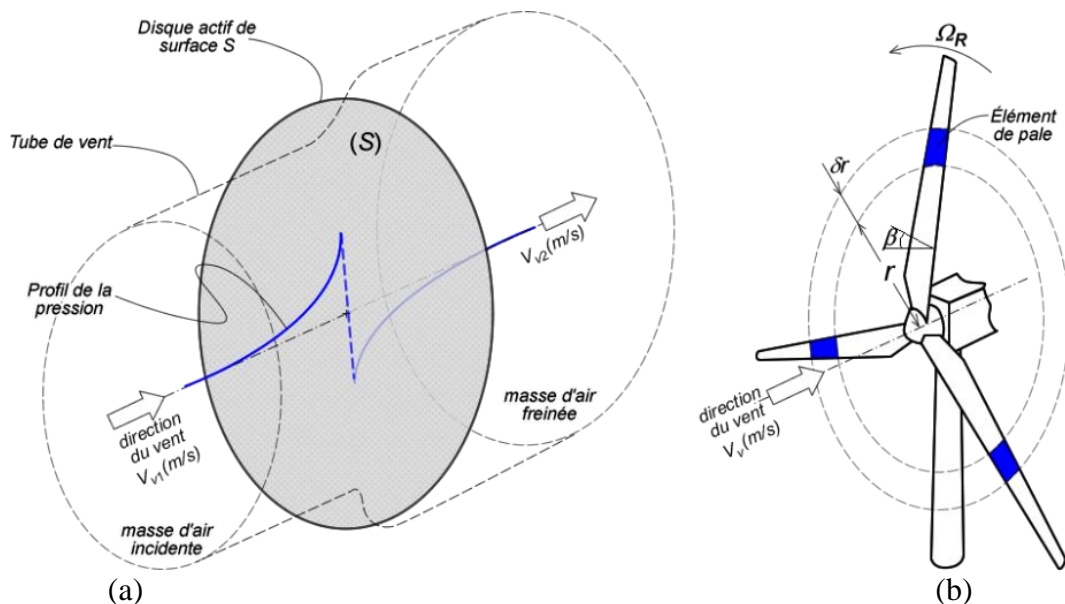 Disque actif de
surface S
Tube de vent
(S)
V_v2(m/s)
Profil de la
pression
direction
du vent
V_v1(m/s)
masse d'air
freinée
masse d'air
incidente
(a)
Ω_R
Élément
de pale
δr
β
r
direction
du vent
V_v(m/s)
(b)